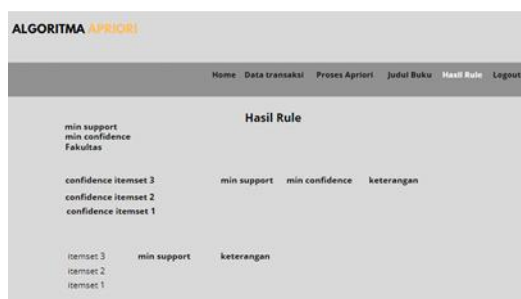 ALGORITMA APRIORI
Home Data transaksi Proses Apriori Judul Buku Hasil Rule Logout
Hasil Rule
min support
min confidence
Fakultas
confidence itemset 3 min support min confidence keterangan
confidence itemset 2
confidence itemset 1
itemset 3 min support keterangan
itemset 2
itemset 1